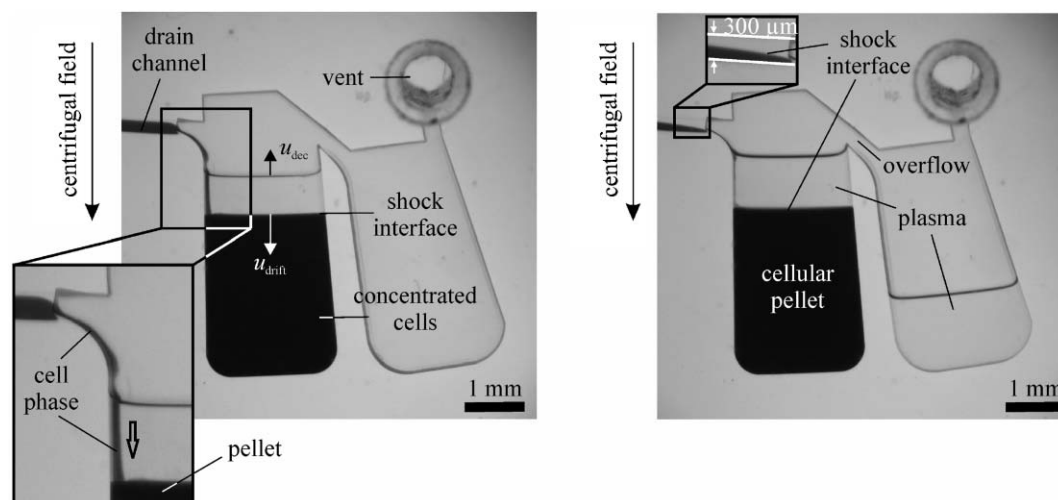 centrifugal field
drain
channel
vent
u_dec
shock
interface
u_drift
concentrated
cells
cell
phase
pellet
1 mm
centrifugal field
300 µm
shock
interface
overflow
plasma
cellular
pellet
1 mm